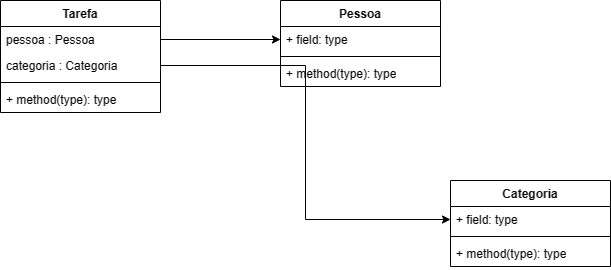 Tarefa
pessoa : Pessoa
categoria : Categoria
+ method(type): type
Pessoa
+ field: type
+ method(type): type
Categoria
+ field: type
+ method(type): type